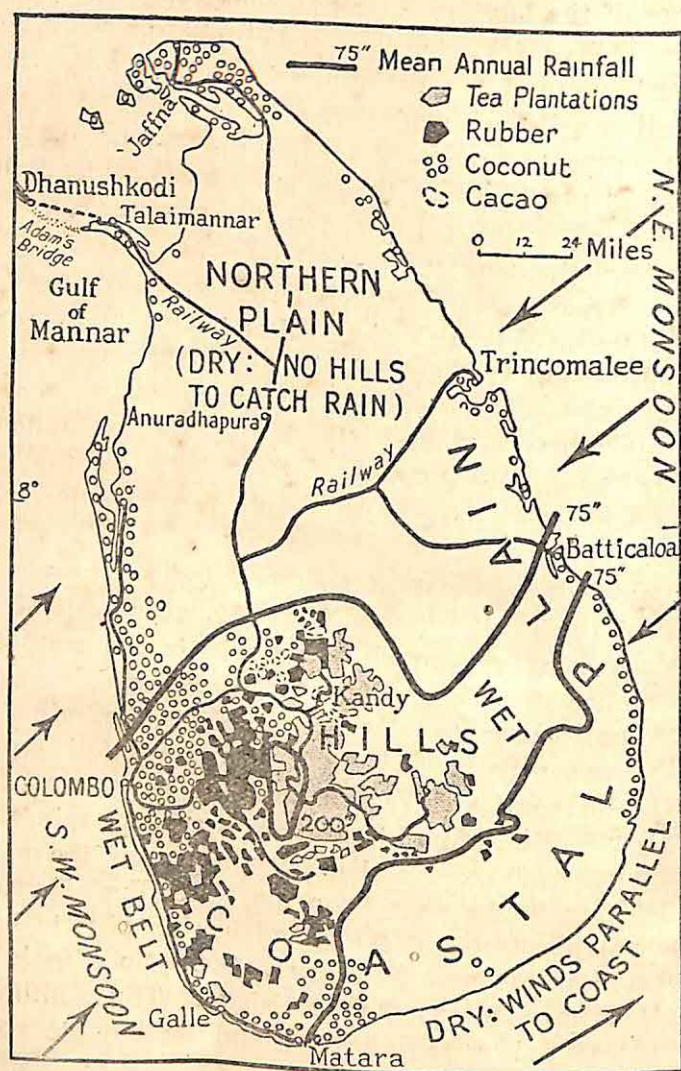 75" Mean Annual Rainfall
Tea Plantations
Rubber
Coconut
Cacao
0 12 24 Miles
Jaffna
Dhanushkodi
Talaimannar
Adam's
Bridge
Gulf
of
Mannar
Railway
NORTHERN
PLAIN
(DRY: NO HILLS
TO CATCH RAIN)
Anuradhapura
N.E. MONSOON
Trincomalee
Railway
8°
75"
Batticaloa
75"
WET
Kandy
HILLS
200
COLOMBO
WET BELT
S.W. MONSOON
COASTAL PLAIN
Galle
Matara
DRY: WINDS PARALLEL
TO COAST